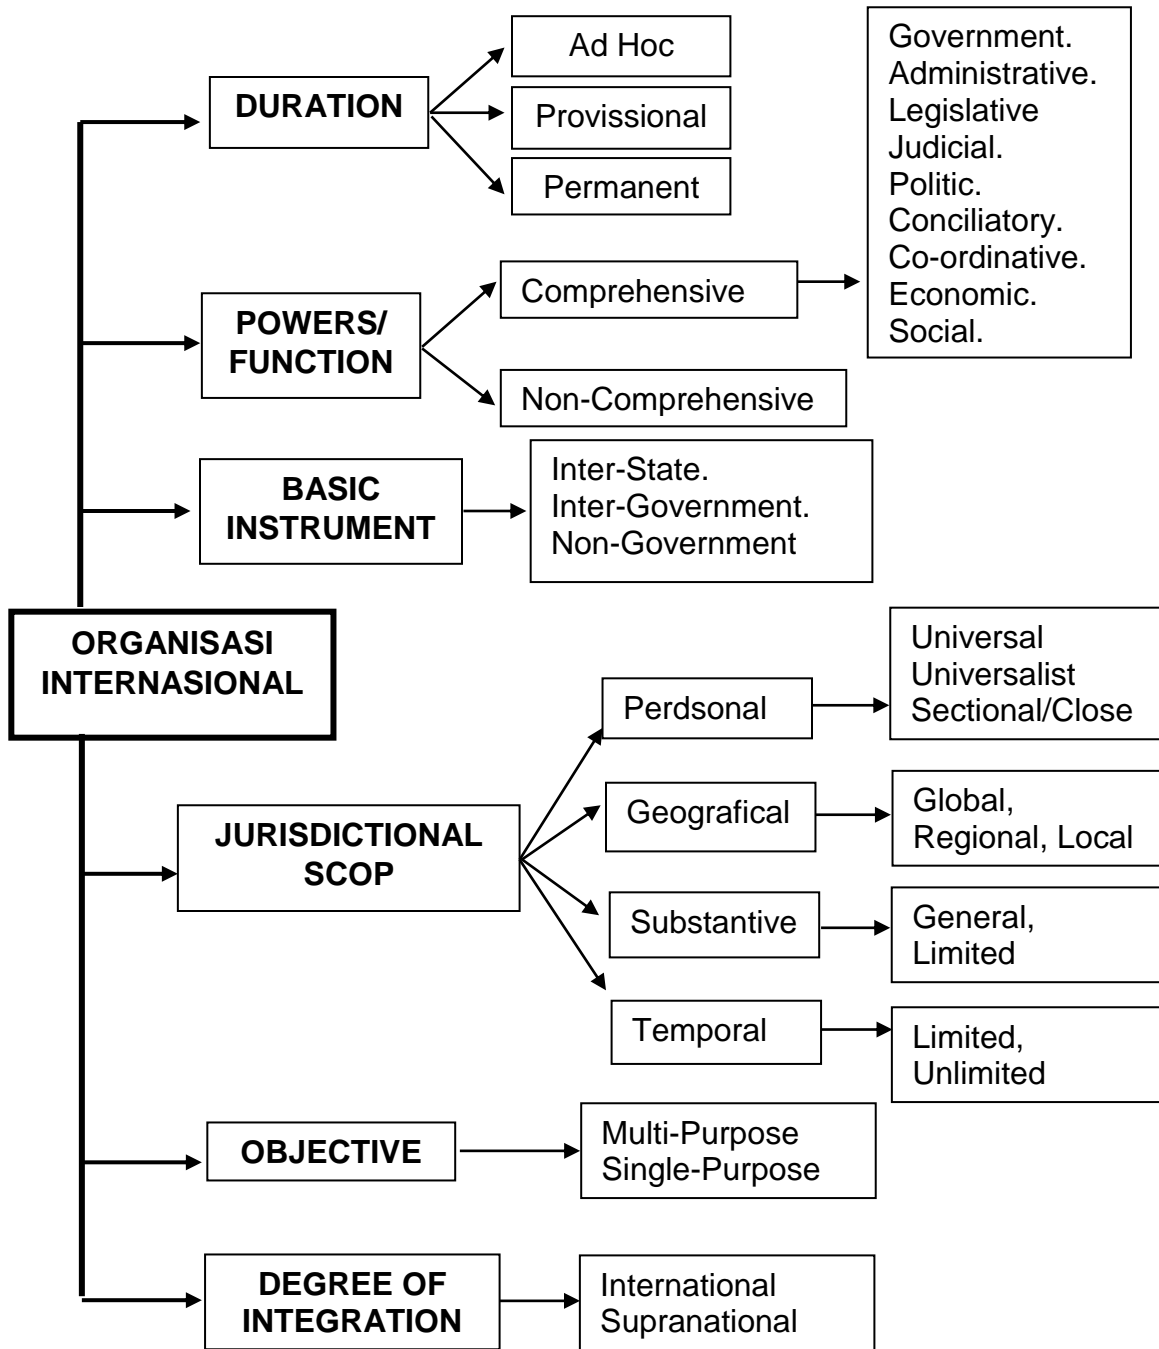 DURATION
Ad Hoc
Provissional
Permanent
POWERS/
FUNCTION
Comprehensive
Government.
Administrative.
Legislative
Judicial.
Politic.
Conciliatory.
Co-ordinative.
Economic.
Social.
Non-Comprehensive
BASIC
INSTRUMENT
Inter-State.
Inter-Government.
Non-Government
ORGANISASI
INTERNASIONAL
JURISDICTIONAL
SCOP
Perdsonal
Universal
Universalist
Sectional/Close
Geografical
Global,
Regional, Local
Substantive
General,
Limited
Temporal
Limited,
Unlimited
OBJECTIVE
Multi-Purpose
Single-Purpose
DEGREE OF
INTEGRATION
International
Supranational